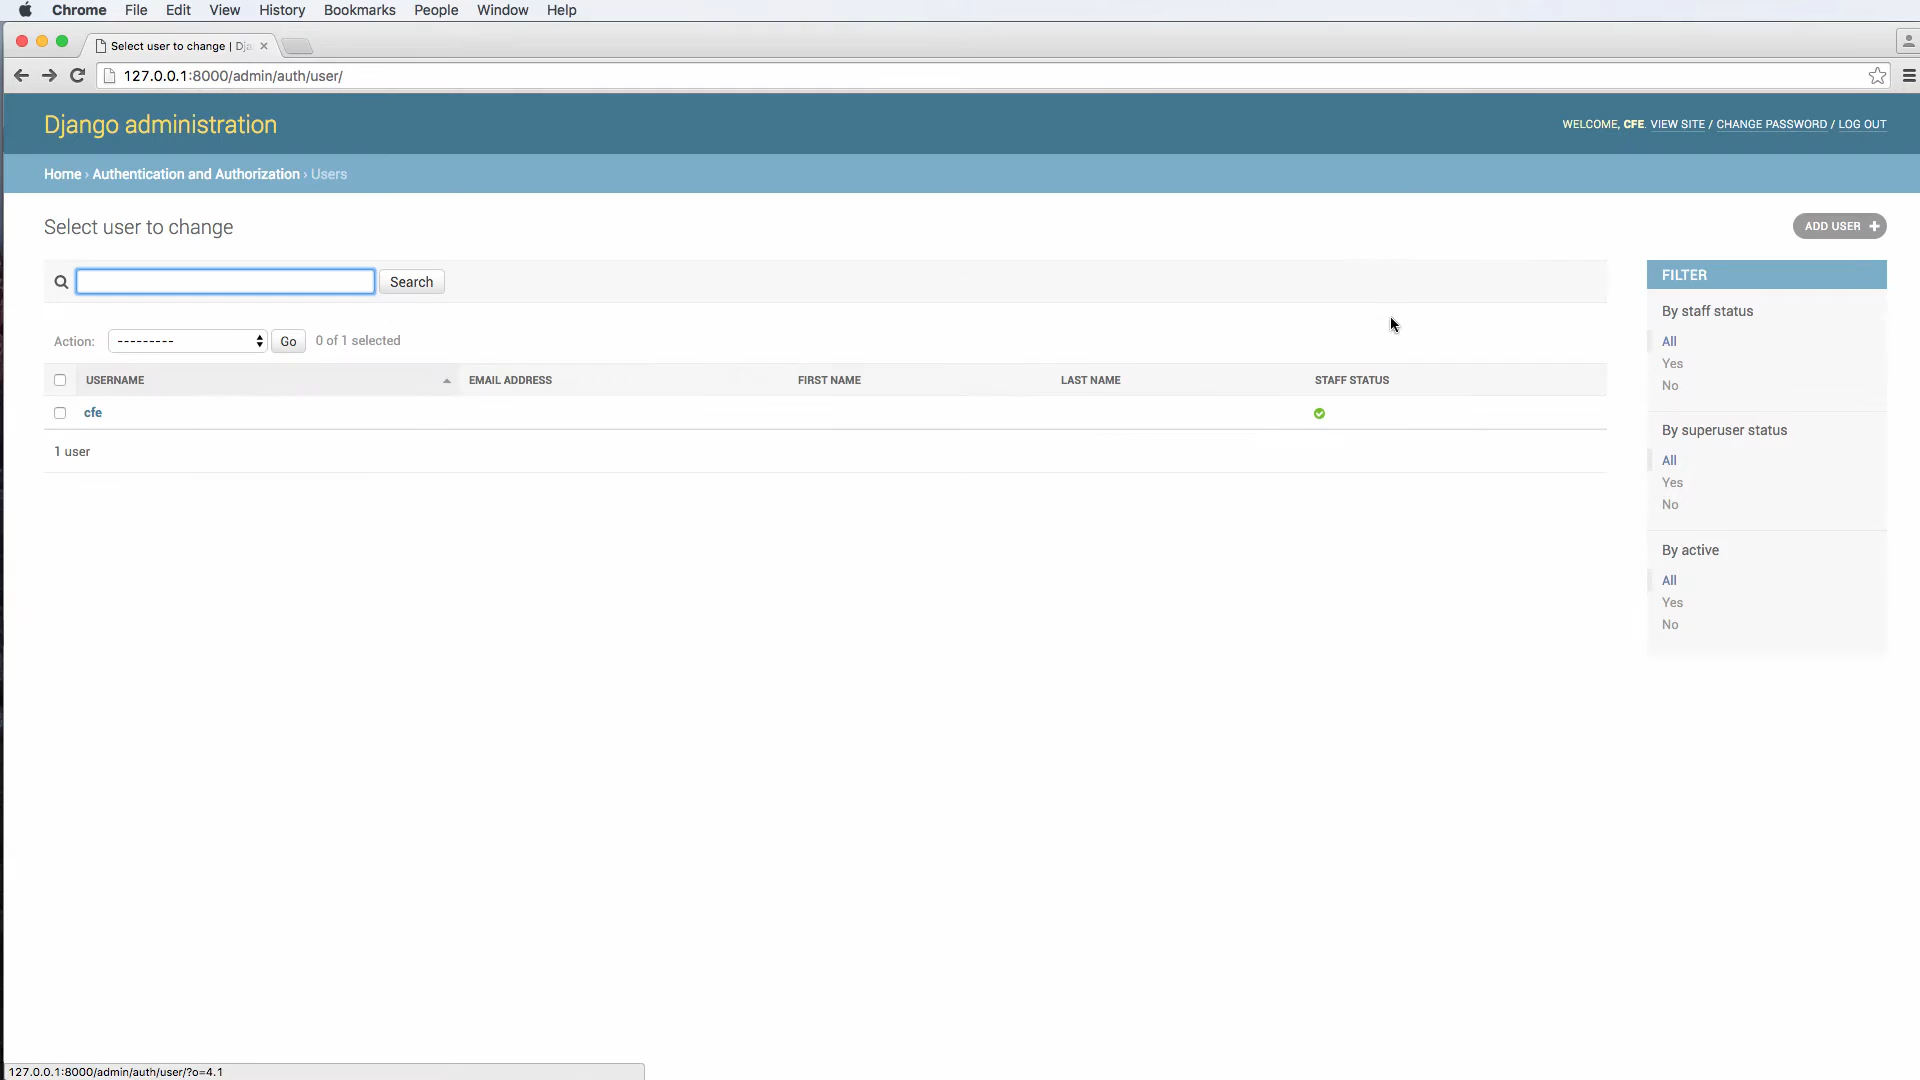 Chrome File Edit View History Bookmarks People Window Help
Select user to change | Dja
127.0.0.1:8000/admin/auth/user/
Django administration
WELCOME, CFE. VIEW SITE / CHANGE PASSWORD / LOG OUT
Home › Authentication and Authorization › Users
Select user to change
ADD USER +
Search
FILTER
By staff status
All
Yes
No
By superuser status
All
Yes
No
By active
All
Yes
No
Action: --------- Go 0 of 1 selected
USERNAME EMAIL ADDRESS FIRST NAME LAST NAME STAFF STATUS
cfe
1 user
127.0.0.1:8000/admin/auth/user/?o=4.1